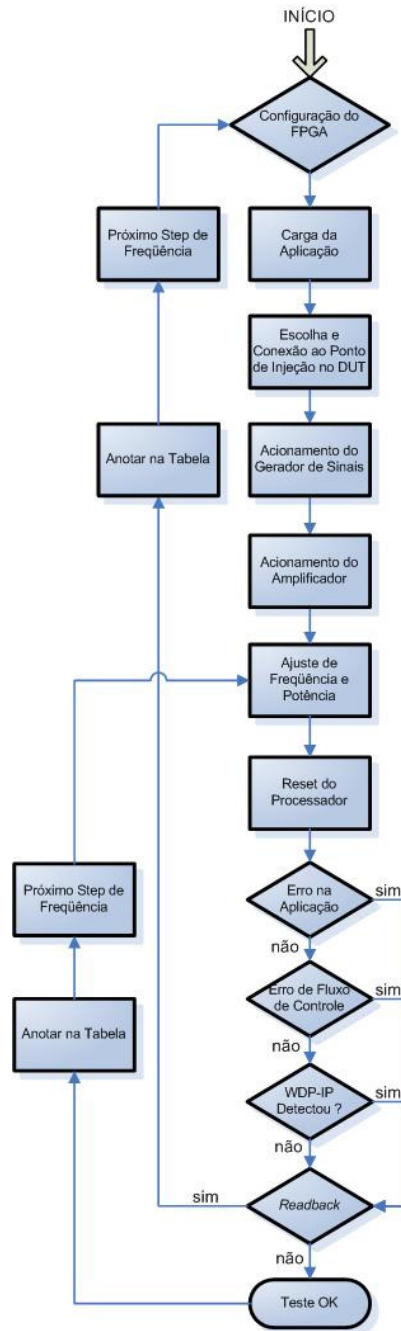 INÍCIO
Configuração do
FPGA
Próximo Step de
Freqüência
Carga da
Aplicação
Escolha e
Conexão ao Ponto
de Injeção no DUT
Anotar na Tabela
Acionamento do
Gerador de Sinais
Acionamento do
Amplificador
Ajuste de
Freqüência e
Potência
Reset do
Processador
Próximo Step de
Freqüência
Erro na
Aplicação
sim
não
Erro de Fluxo
de Controle
sim
não
Anotar na Tabela
WDP-IP
Detectou ?
sim
não
sim
Readback
não
Teste OK